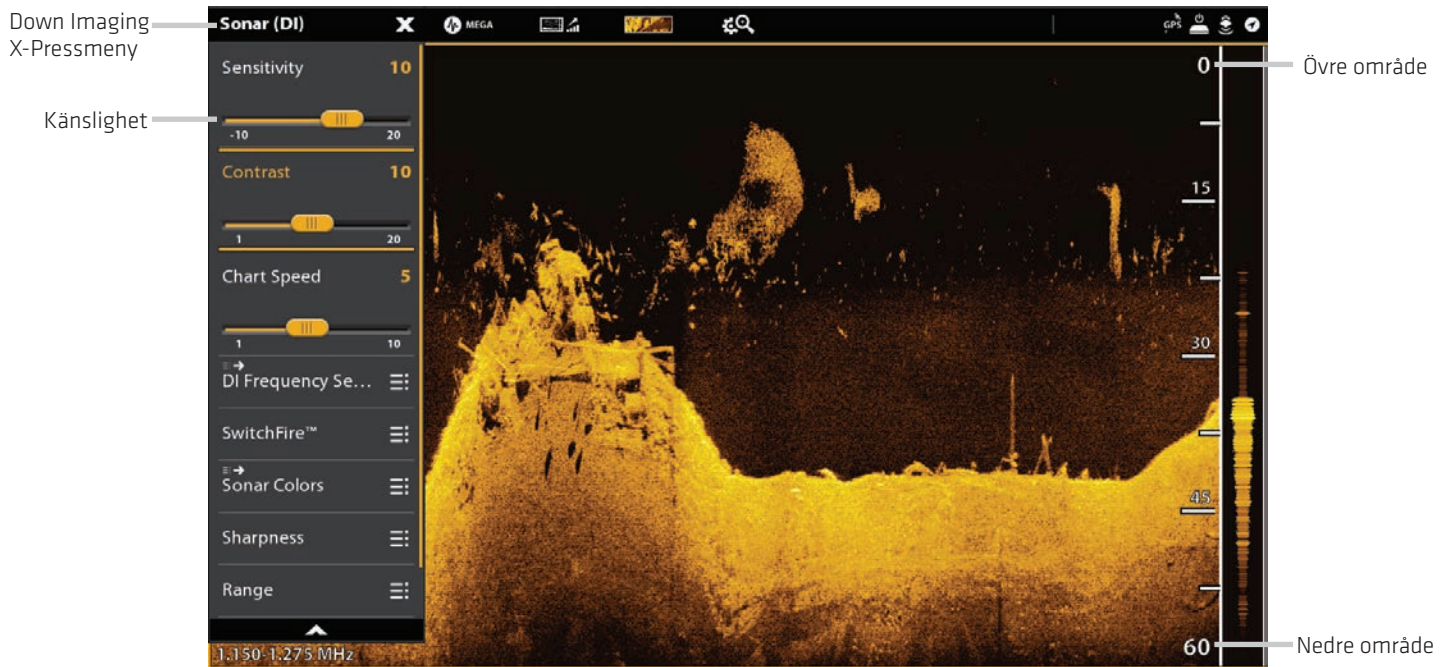 Down Imaging
X-Pressmeny
Känslighet
Sonar (DI) X
MEGA
GPS
Sensitivity 10
-10 20
Contrast 10
1 20
Chart Speed 5
1 10
DI Frequency Se...
SwitchFire™
Sonar Colors
Sharpness
Range
1.150-1.275 MHz
0
15
30
45
60
Övre område
Nedre område